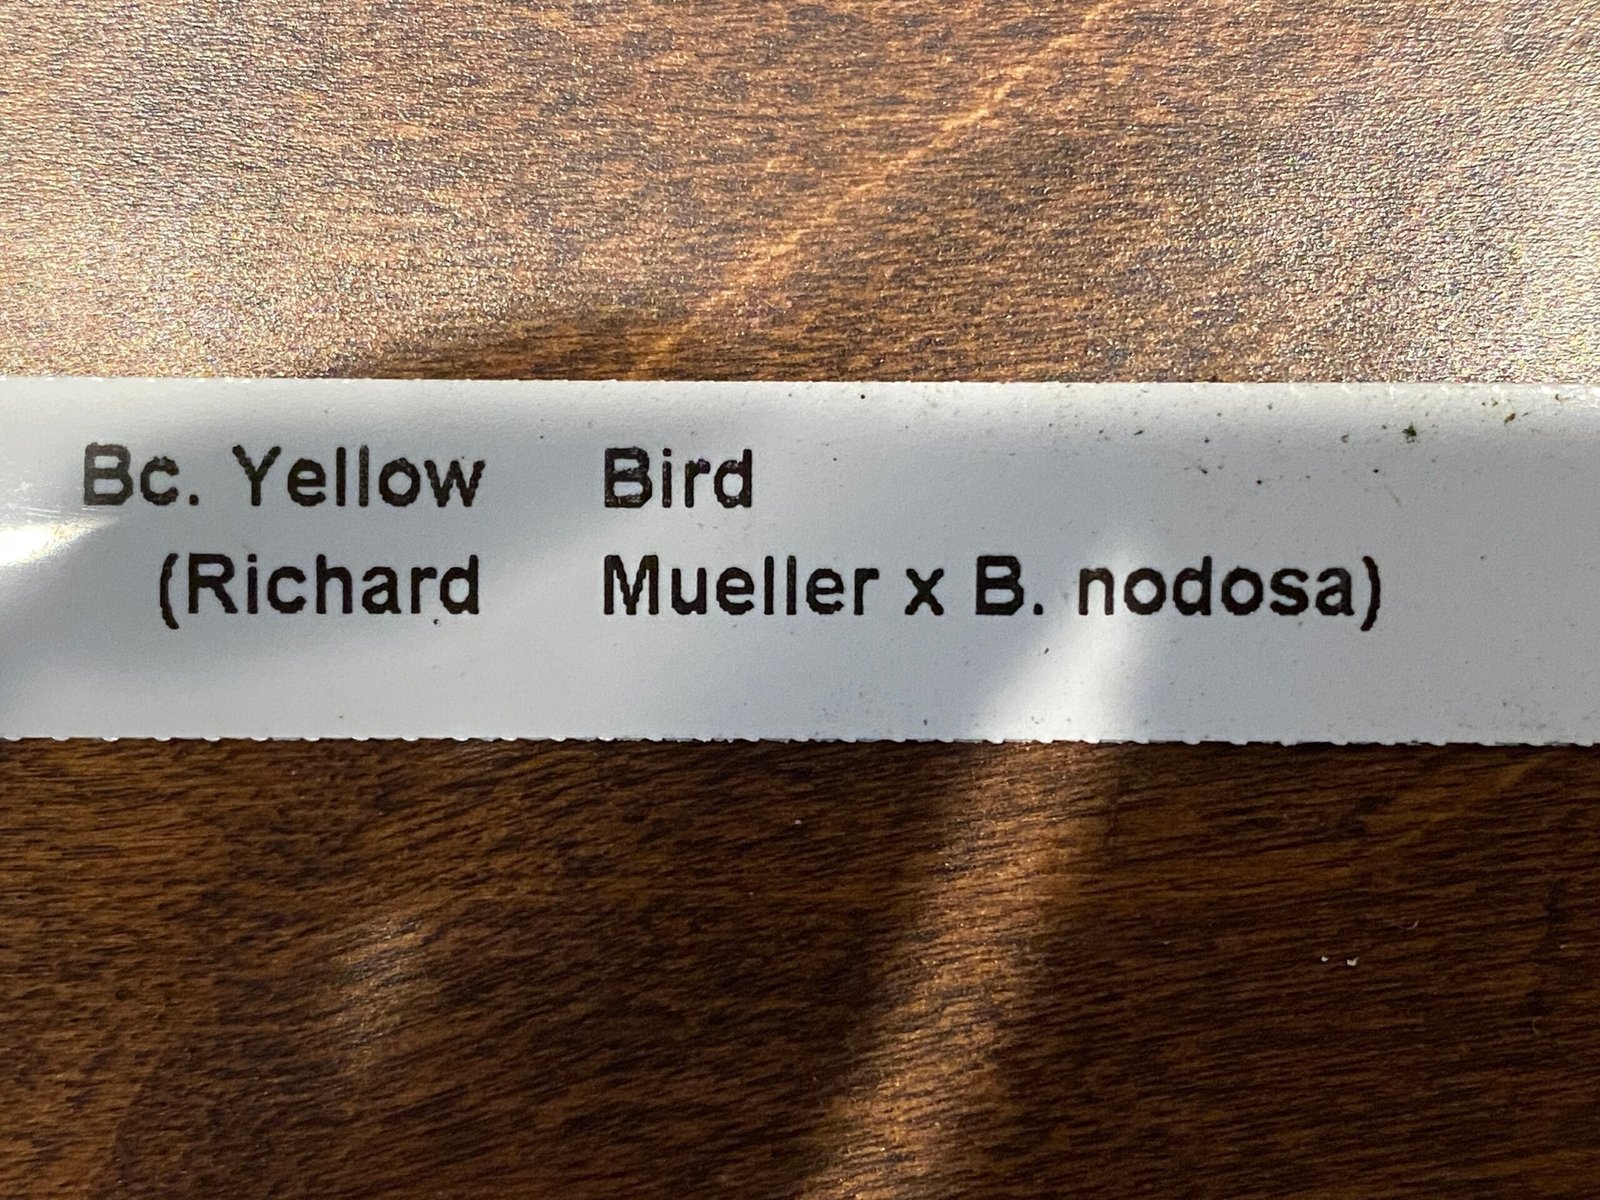 Bc. Yellow Bird
(Richard Mueller x B. nodosa)